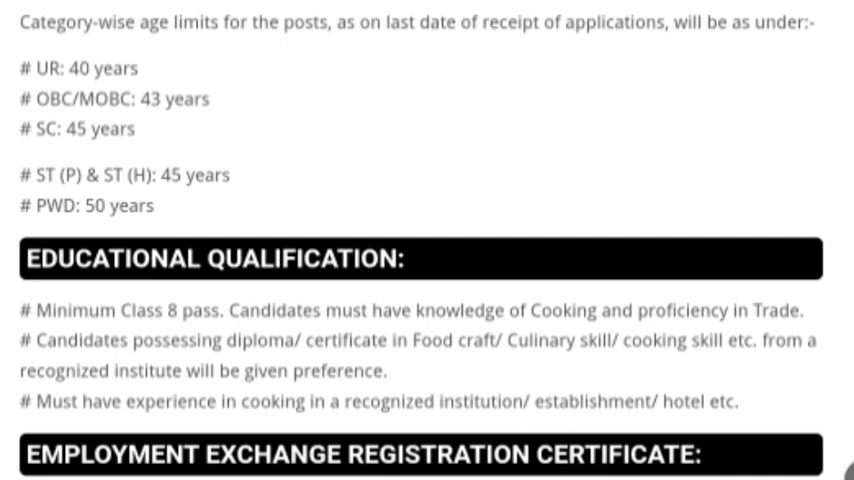 Category-wise age limits for the posts, as on last date of receipt of applications, will be as under:-
# UR: 40 years
# OBC/MOBC: 43 years
# SC: 45 years
# ST (P) & ST (H): 45 years
# PWD: 50 years
EDUCATIONAL QUALIFICATION:
# Minimum Class 8 pass. Candidates must have knowledge of Cooking and proficiency in Trade.
# Candidates possessing diploma/ certificate in Food craft/ Culinary skill/ cooking skill etc. from a
recognized institute will be given preference.
# Must have experience in cooking in a recognized institution/ establishment/ hotel etc.
EMPLOYMENT EXCHANGE REGISTRATION CERTIFICATE: